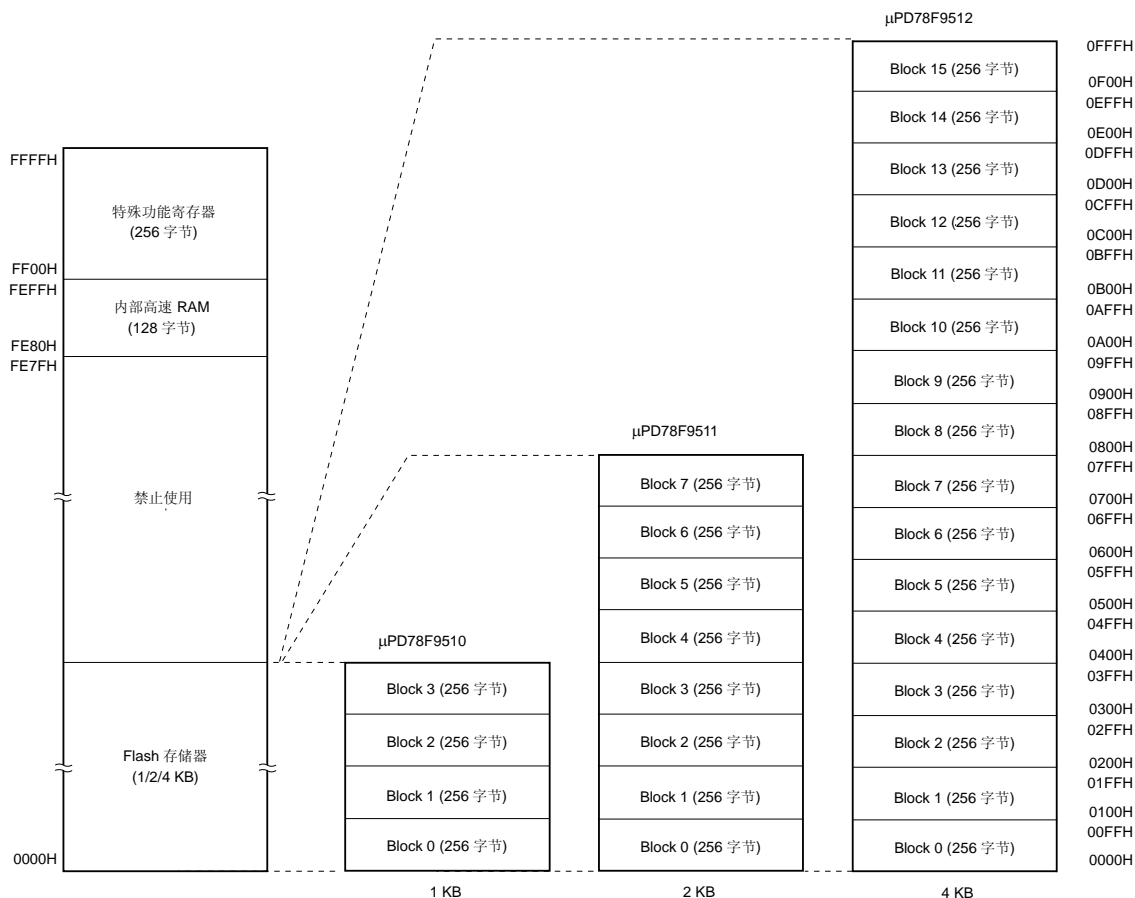 FFFFH
特殊功能寄存器
(256 字节)
FF00H
FEFFH
内部高速 RAM
(128 字节)
FE80H
FE7FH
禁止使用
Flash 存储器
(1/2/4 KB)
0000H
μPD78F9510
Block 3 (256 字节)
Block 2 (256 字节)
Block 1 (256 字节)
Block 0 (256 字节)
1 KB
μPD78F9511
Block 7 (256 字节)
Block 6 (256 字节)
Block 5 (256 字节)
Block 4 (256 字节)
Block 3 (256 字节)
Block 2 (256 字节)
Block 1 (256 字节)
Block 0 (256 字节)
2 KB
μPD78F9512
Block 15 (256 字节)
Block 14 (256 字节)
Block 13 (256 字节)
Block 12 (256 字节)
Block 11 (256 字节)
Block 10 (256 字节)
Block 9 (256 字节)
Block 8 (256 字节)
Block 7 (256 字节)
Block 6 (256 字节)
Block 5 (256 字节)
Block 4 (256 字节)
Block 3 (256 字节)
Block 2 (256 字节)
Block 1 (256 字节)
Block 0 (256 字节)
4 KB
0FFFH
0F00H
0EFFH
0E00H
0DFFH
0D00H
0CFFH
0C00H
0BFFH
0B00H
0AFFH
0A00H
09FFH
0900H
08FFH
0800H
07FFH
0700H
06FFH
0600H
05FFH
0500H
04FFH
0400H
03FFH
0300H
02FFH
0200H
01FFH
0100H
00FFH
0000H